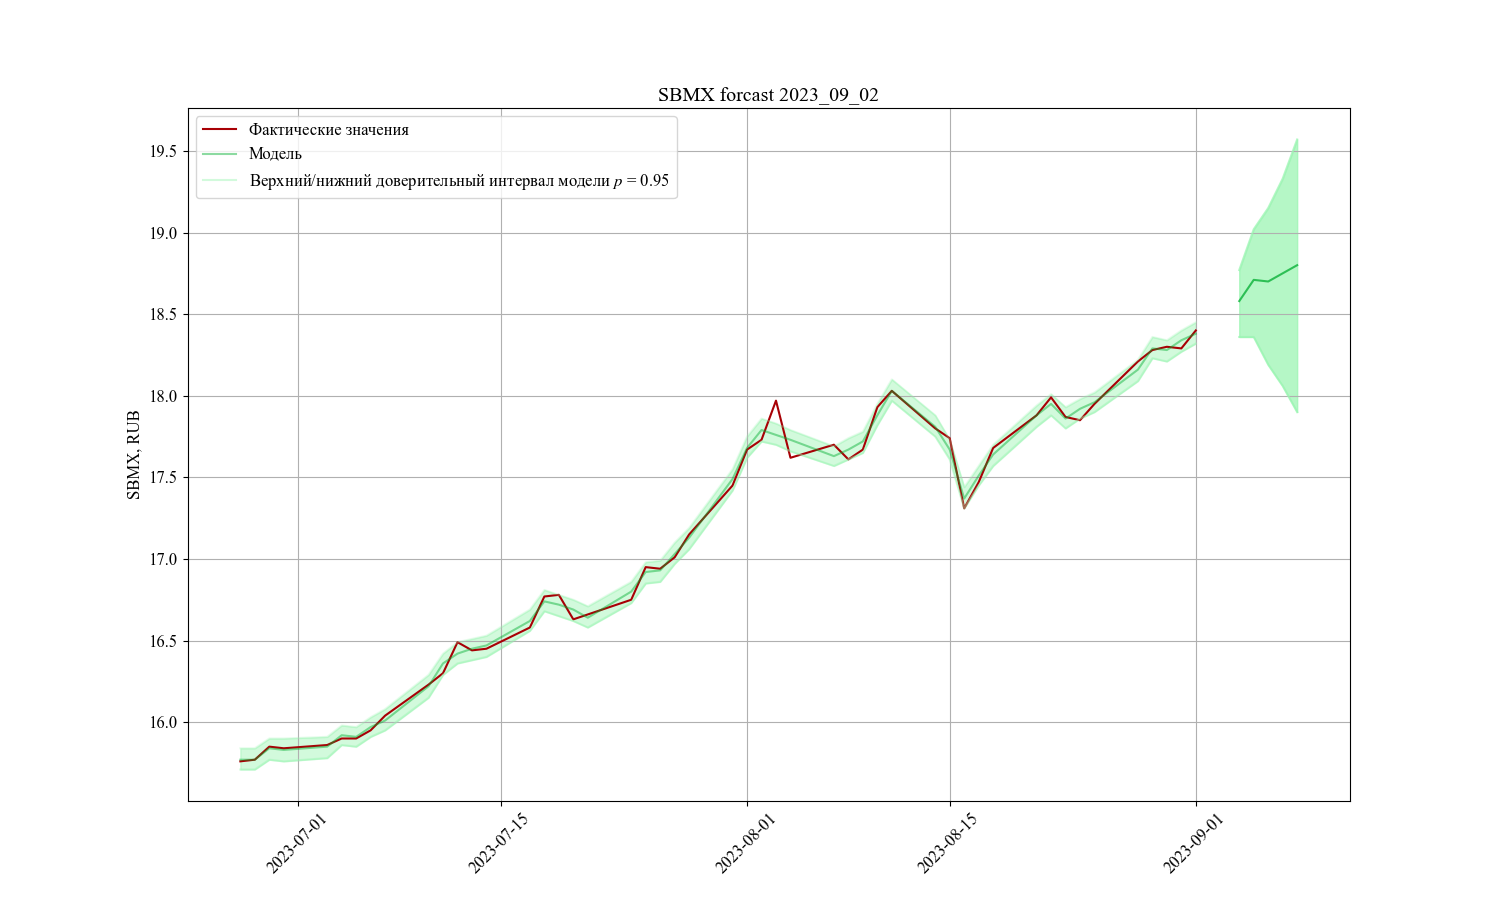 SBMX forcast 2023_09_02
Фактические значения
Модель
Верхний/нижний доверительный интервал модели p = 0.95
SBMX, RUB
19.5
19.0
18.5
18.0
17.5
17.0
16.5
16.0
2023-07-01
2023-07-15
2023-08-01
2023-08-15
2023-09-01